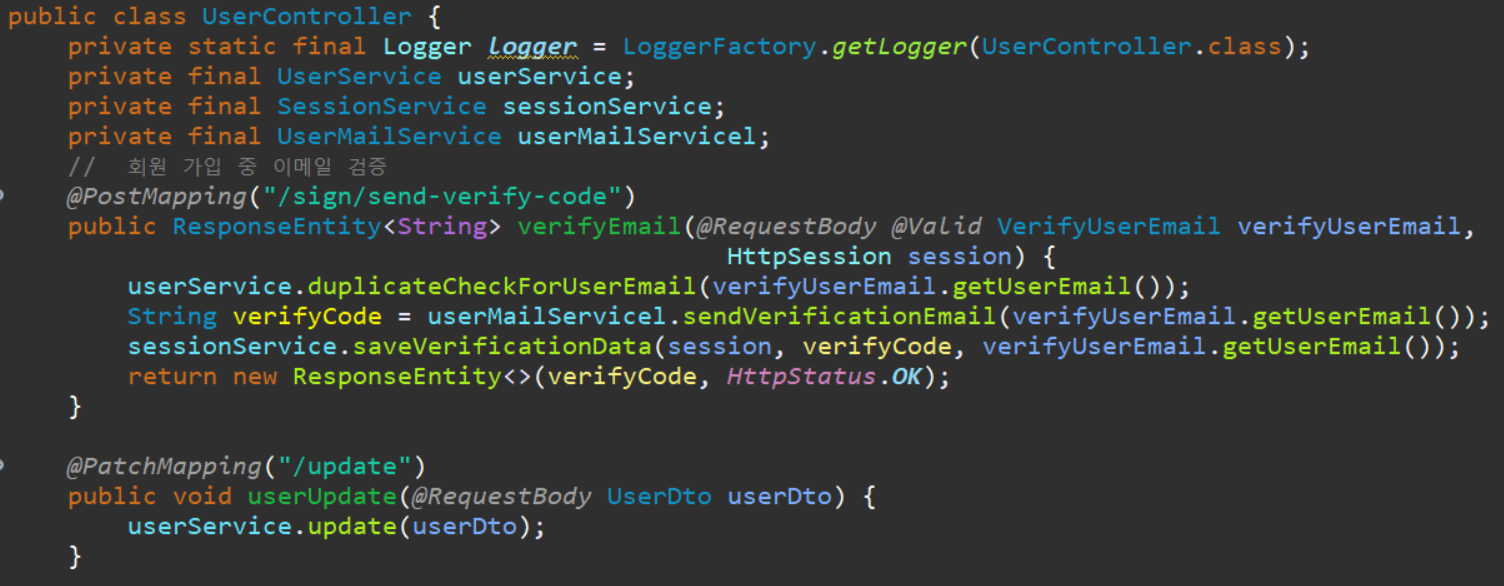 public class UserController {
    private static final Logger logger = LoggerFactory.getLogger(UserController.class);
    private final UserService userService;
    private final SessionService sessionService;
    private final UserMailService userMailServicel;
    //  회원 가입 중 이메일 검증
    @PostMapping("/sign/send-verify-code")
    public ResponseEntity<String> verifyEmail(@RequestBody @Valid VerifyUserEmail verifyUserEmail,
                                                HttpSession session) {
        userService.duplicateCheckForUserEmail(verifyUserEmail.getUserEmail());
        String verifyCode = userMailServicel.sendVerificationEmail(verifyUserEmail.getUserEmail());
        sessionService.saveVerificationData(session, verifyCode, verifyUserEmail.getUserEmail());
        return new ResponseEntity<>(verifyCode, HttpStatus.OK);
    }

    @PatchMapping("/update")
    public void userUpdate(@RequestBody UserDto userDto) {
        userService.update(userDto);
    }